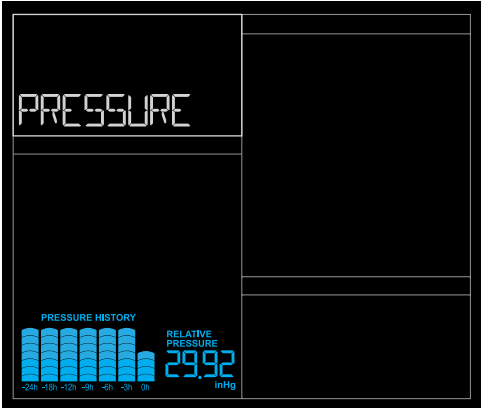 PRESSURE
PRESSURE HISTORY
-24h -18h -12h -9h -6h -3h 0h
RELATIVE
PRESSURE
29.92
inHg